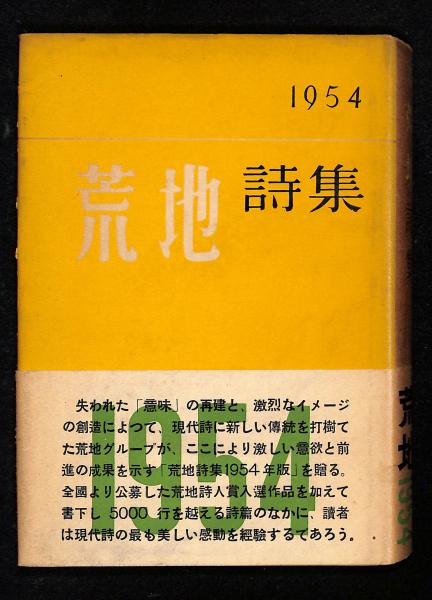 1954
荒地 詩集
失われた「意味」の再建と、激烈なイメージ
の創造によつて、現代詩に新しい傳統を打樹て
た荒地グループが、ここにより激しい意欲と前
進の成果を示す「荒地詩集1954年版」を贈る。
全國より公募した荒地詩人賞入選作品を加えて
書下し 5000 行を越える詩篇のなかに、讀者
は現代詩の最も美しい感動を經驗するであろう。
1954
荒地
1954